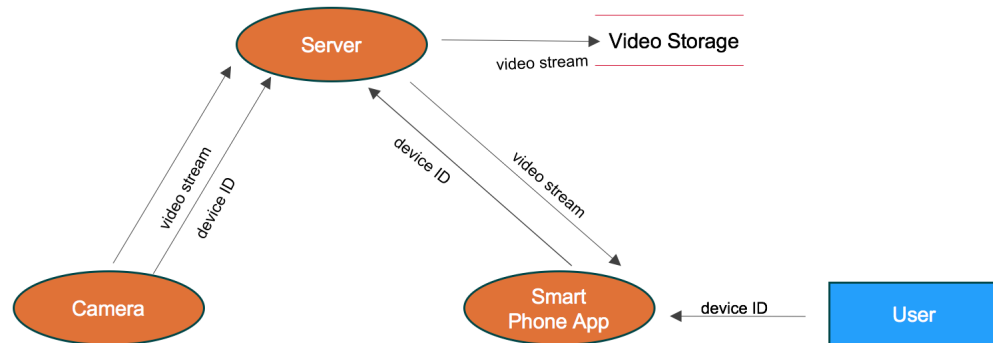 Server
Video Storage
video stream
video stream
device ID
device ID
video stream
Camera
Smart
Phone App
device ID
User